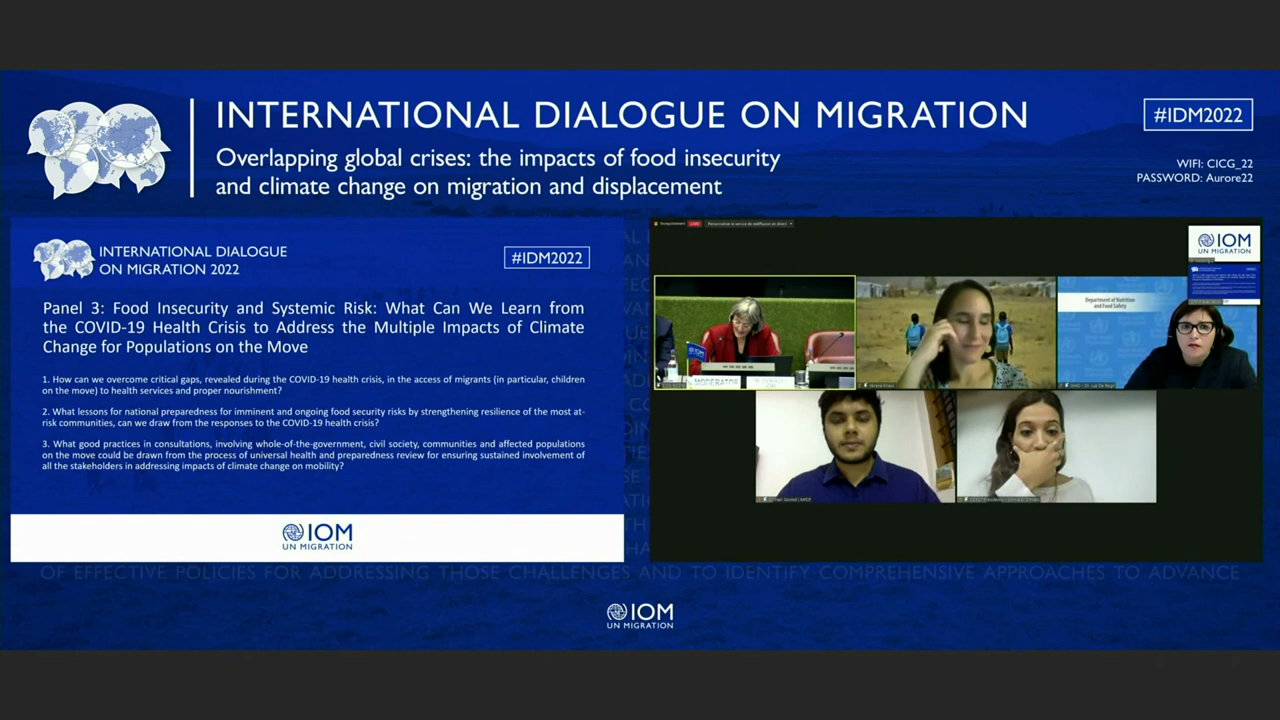 INTERNATIONAL DIALOGUE ON MIGRATION
Overlapping global crises: the impacts of food insecurity
and climate change on migration and displacement
#IDM2022
WIFI: CICG_22
PASSWORD: Aurore22
INTERNATIONAL DIALOGUE
ON MIGRATION 2022
#IDM2022
Panel 3: Food Insecurity and Systemic Risk: What Can We Learn from
the COVID-19 Health Crisis to Address the Multiple Impacts of Climate
Change for Populations on the Move
1. How can we overcome critical gaps, revealed during the COVID-19 health crisis, in the access of migrants (in particular, children
on the move) to health services and proper nourishment?
2. What lessons for national preparedness for imminent and ongoing food security risks by strengthening resilience of the most at-
risk communities, can we draw from the responses to the COVID-19 health crisis?
3. What good practices in consultations, involving whole-of-the-government, civil society, communities and affected populations
on the move could be drawn from the process of universal health and preparedness review for ensuring sustained involvement of
all the stakeholders in addressing impacts of climate change on mobility?
IOM
UN MIGRATION
LIVE
IOM
UN MIGRATION
Department of Nutrition
and Food Safety
MODERATOR
OF EFFECTIVE POLICIES FOR ADDRESSING THOSE CHALLENGES AND TO IDENTIFY COMPREHENSIVE APPROACHES TO ADVANCE
IOM
UN MIGRATION